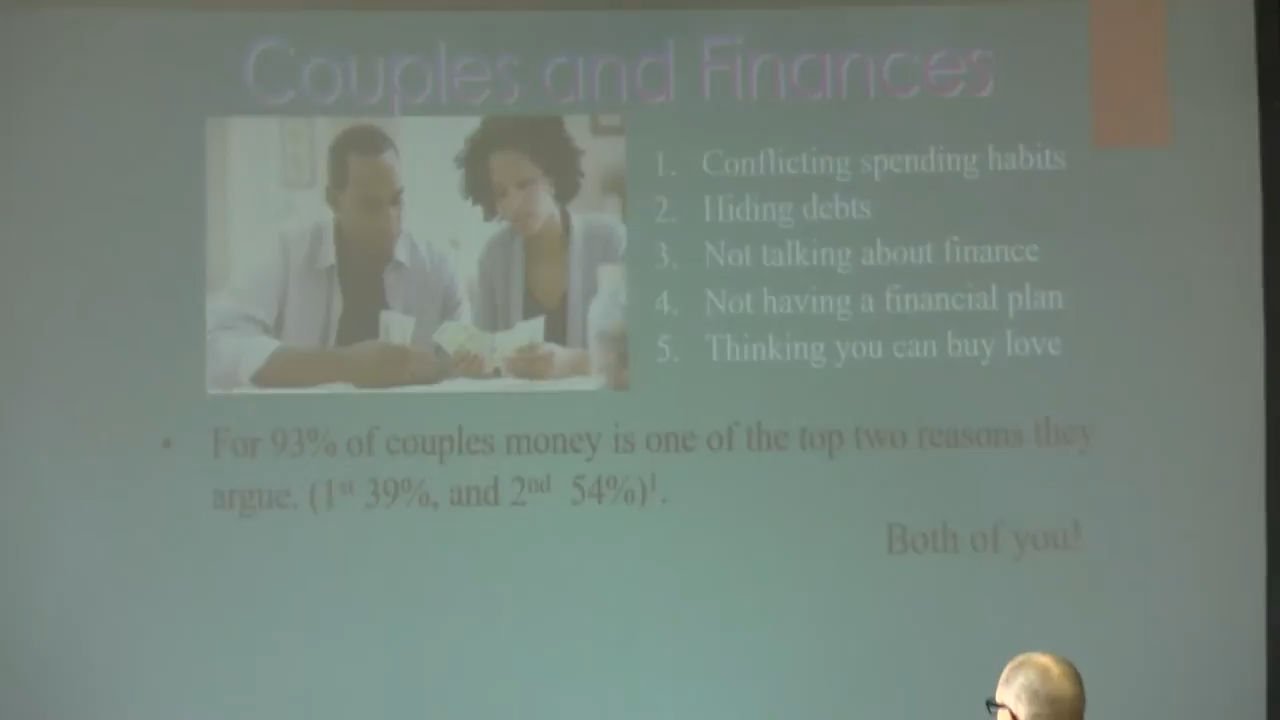 Couples and Finances
1. Conflicting spending habits
2. Hiding debts
3. Not talking about finance
4. Not having a financial plan
5. Thinking you can buy love
• For 93% of couples money is one of the top two reasons they
argue. (1st 39%, and 2nd 54%)1.
Both of you!